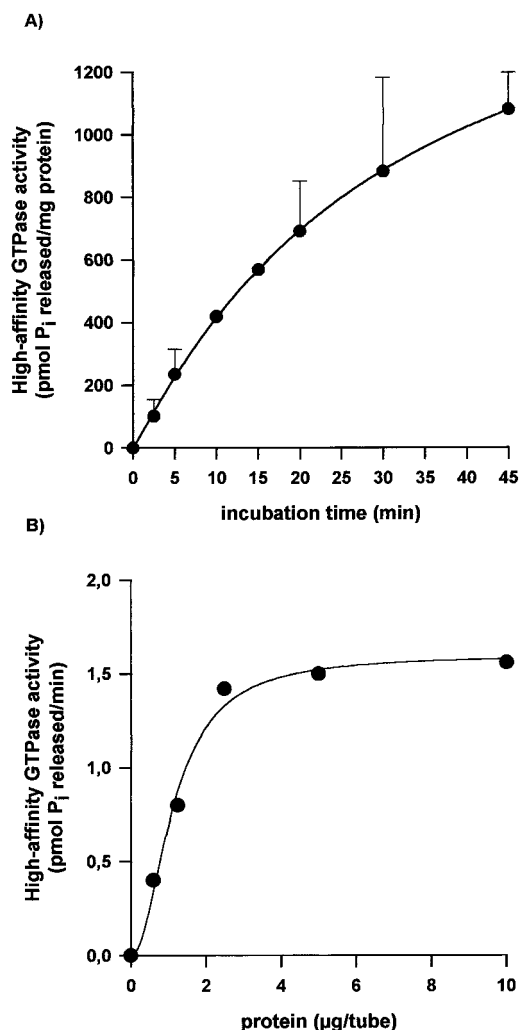 A)
High-affinity GTPase activity
(pmol Pi released/mg protein)
1200
1000
800
600
400
200
0
0 5 10 15 20 25 30 35 40 45
incubation time (min)
B)
High-affinity GTPase activity
(pmol Pi released/min)
2,0
1,5
1,0
0,5
0,0
0 2 4 6 8 10
protein (µg/tube)